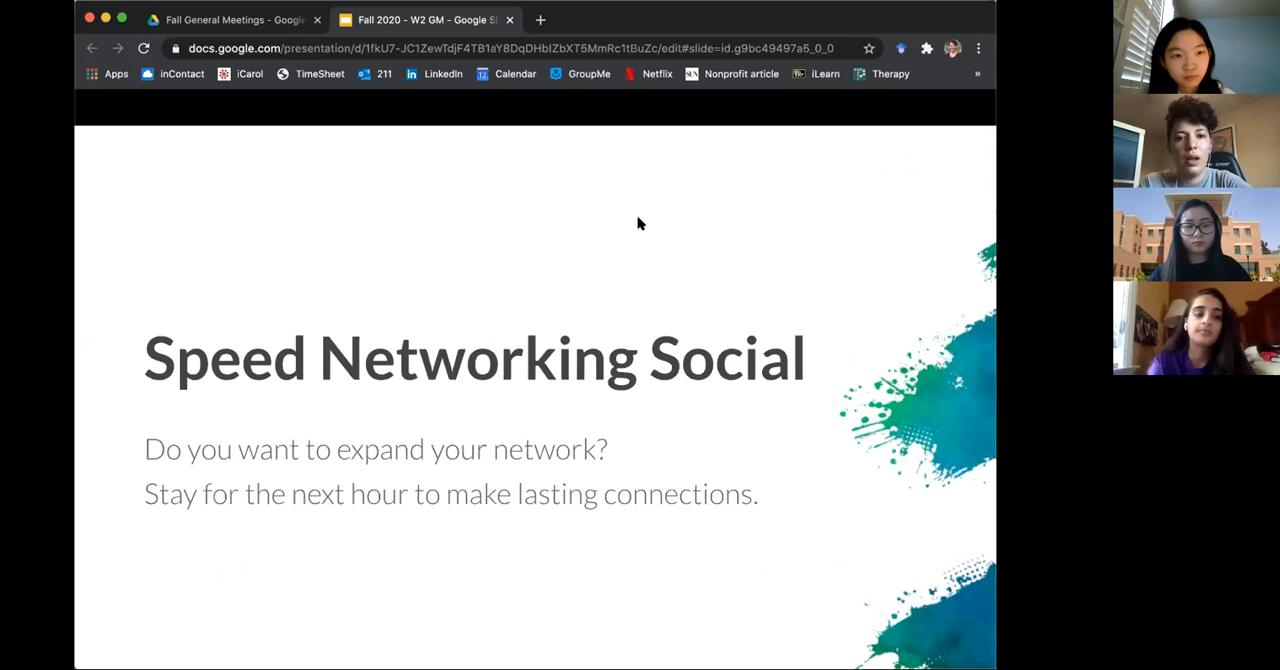 Fall General Meetings - Google
Fall 2020 - W2 GM - Google Sl
docs.google.com/presentation/d/1fkU7-JC1ZewTdjF4TB1aY8DqDHbIZbXT5MmRc1tBuZc/edit#slide=id.g9bc49497a5_0_0
Apps inContact iCarol TimeSheet 211 LinkedIn Calendar GroupMe Netflix Nonprofit article iLearn Therapy »
Speed Networking Social
Do you want to expand your network?
Stay for the next hour to make lasting connections.